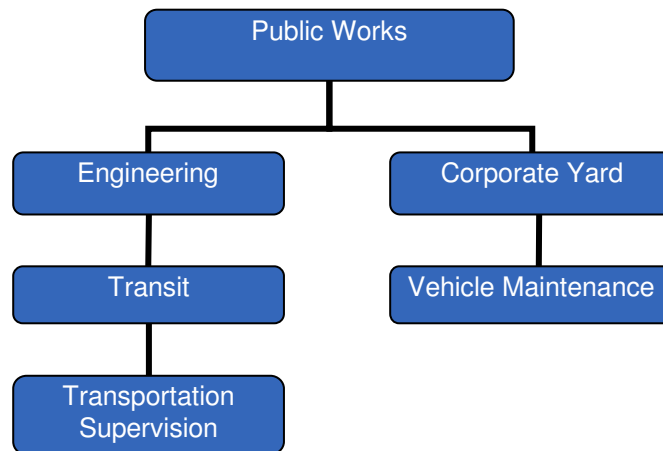 Public Works
Engineering
Corporate Yard
Transit
Vehicle Maintenance
Transportation
Supervision